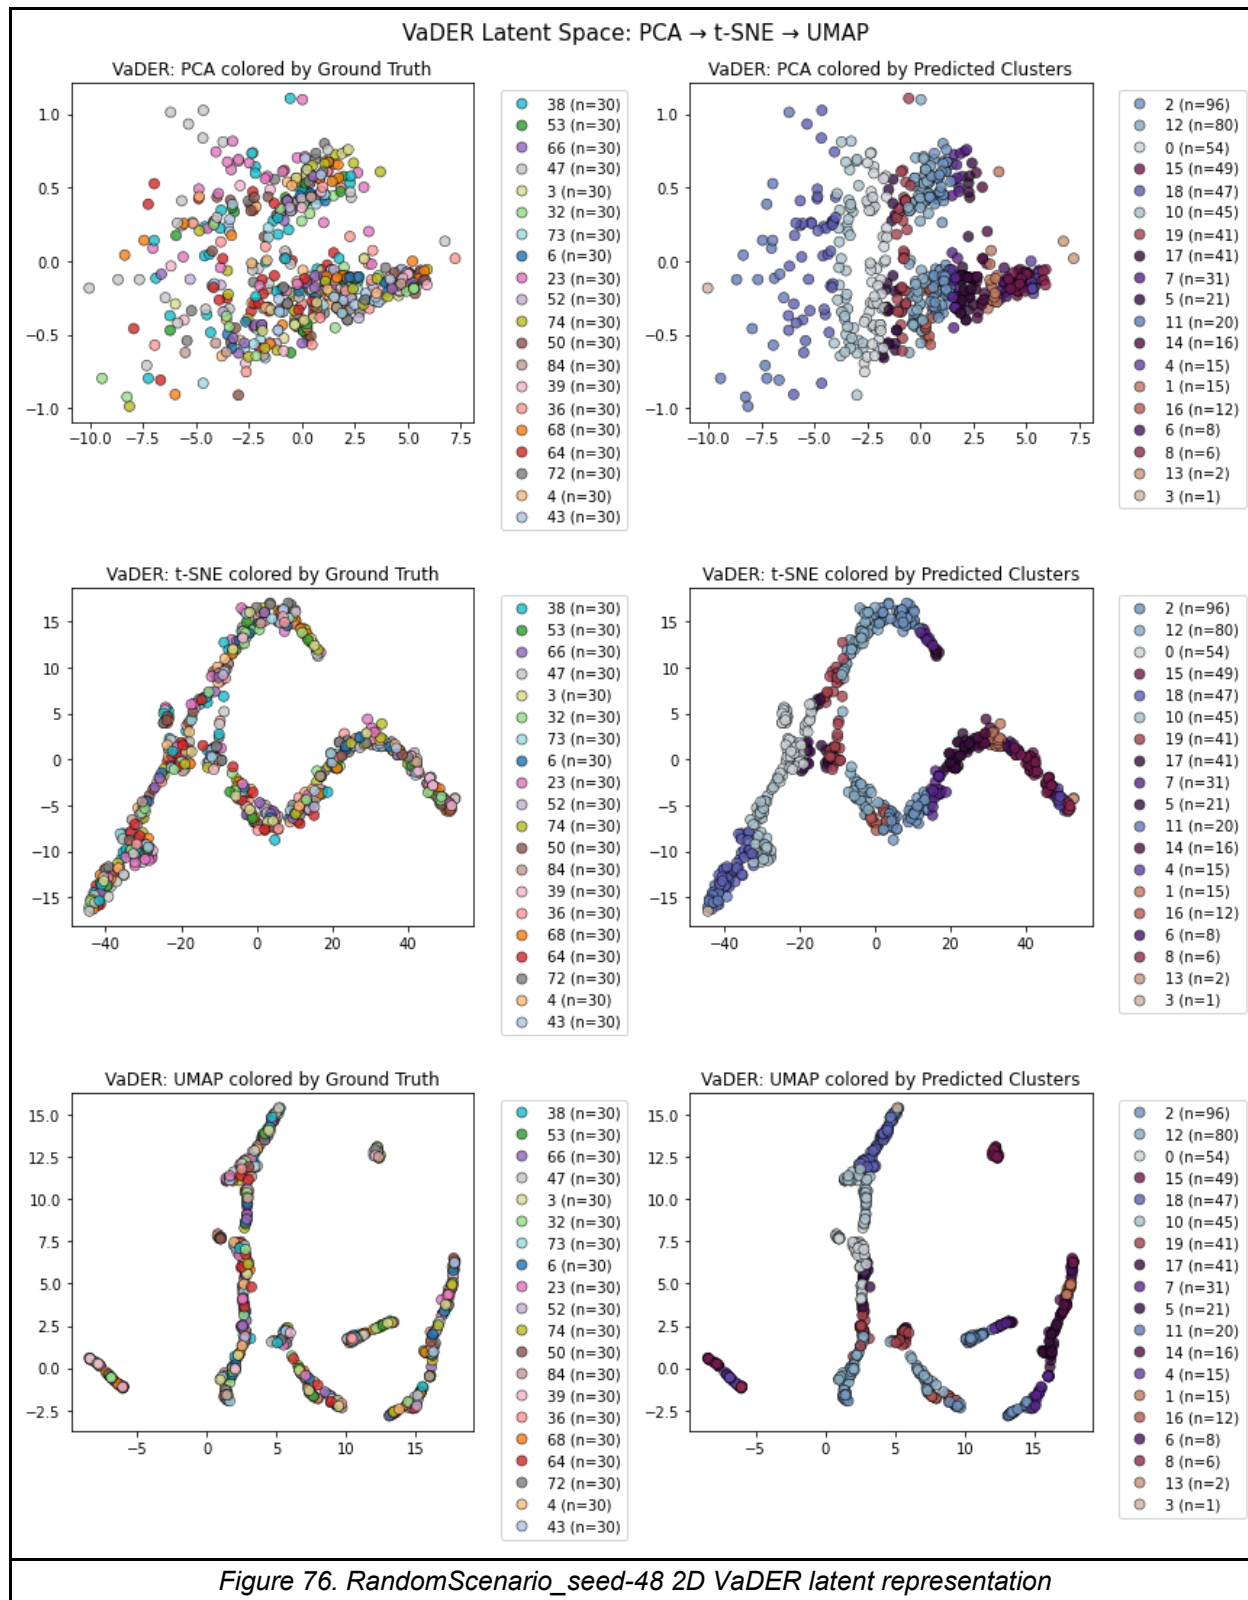 VaDER Latent Space: PCA → t-SNE → UMAP
VaDER: PCA colored by Ground Truth
1.0
0.5
0.0
−0.5
−1.0
−10.0 −7.5 −5.0 −2.5 0.0 2.5 5.0 7.5
38 (n=30)
53 (n=30)
66 (n=30)
47 (n=30)
3 (n=30)
32 (n=30)
73 (n=30)
6 (n=30)
23 (n=30)
52 (n=30)
74 (n=30)
50 (n=30)
84 (n=30)
39 (n=30)
36 (n=30)
68 (n=30)
64 (n=30)
72 (n=30)
4 (n=30)
43 (n=30)
VaDER: PCA colored by Predicted Clusters
1.0
0.5
0.0
−0.5
−1.0
−10.0 −7.5 −5.0 −2.5 0.0 2.5 5.0 7.5
2 (n=96)
12 (n=80)
0 (n=54)
15 (n=49)
18 (n=47)
10 (n=45)
19 (n=41)
17 (n=41)
7 (n=31)
5 (n=21)
11 (n=20)
14 (n=16)
4 (n=15)
1 (n=15)
16 (n=12)
6 (n=8)
8 (n=6)
13 (n=2)
3 (n=1)
VaDER: t-SNE colored by Ground Truth
15
10
5
0
−5
−10
−15
−40 −20 0 20 40
38 (n=30)
53 (n=30)
66 (n=30)
47 (n=30)
3 (n=30)
32 (n=30)
73 (n=30)
6 (n=30)
23 (n=30)
52 (n=30)
74 (n=30)
50 (n=30)
84 (n=30)
39 (n=30)
36 (n=30)
68 (n=30)
64 (n=30)
72 (n=30)
4 (n=30)
43 (n=30)
VaDER: t-SNE colored by Predicted Clusters
15
10
5
0
−5
−10
−15
−40 −20 0 20 40
2 (n=96)
12 (n=80)
0 (n=54)
15 (n=49)
18 (n=47)
10 (n=45)
19 (n=41)
17 (n=41)
7 (n=31)
5 (n=21)
11 (n=20)
14 (n=16)
4 (n=15)
1 (n=15)
16 (n=12)
6 (n=8)
8 (n=6)
13 (n=2)
3 (n=1)
VaDER: UMAP colored by Ground Truth
15.0
12.5
10.0
7.5
5.0
2.5
0.0
−2.5
−5 0 5 10 15
38 (n=30)
53 (n=30)
66 (n=30)
47 (n=30)
3 (n=30)
32 (n=30)
73 (n=30)
6 (n=30)
23 (n=30)
52 (n=30)
74 (n=30)
50 (n=30)
84 (n=30)
39 (n=30)
36 (n=30)
68 (n=30)
64 (n=30)
72 (n=30)
4 (n=30)
43 (n=30)
VaDER: UMAP colored by Predicted Clusters
15.0
12.5
10.0
7.5
5.0
2.5
0.0
−2.5
−5 0 5 10 15
2 (n=96)
12 (n=80)
0 (n=54)
15 (n=49)
18 (n=47)
10 (n=45)
19 (n=41)
17 (n=41)
7 (n=31)
5 (n=21)
11 (n=20)
14 (n=16)
4 (n=15)
1 (n=15)
16 (n=12)
6 (n=8)
8 (n=6)
13 (n=2)
3 (n=1)
Figure 76. RandomScenario_seed-48 2D VaDER latent representation